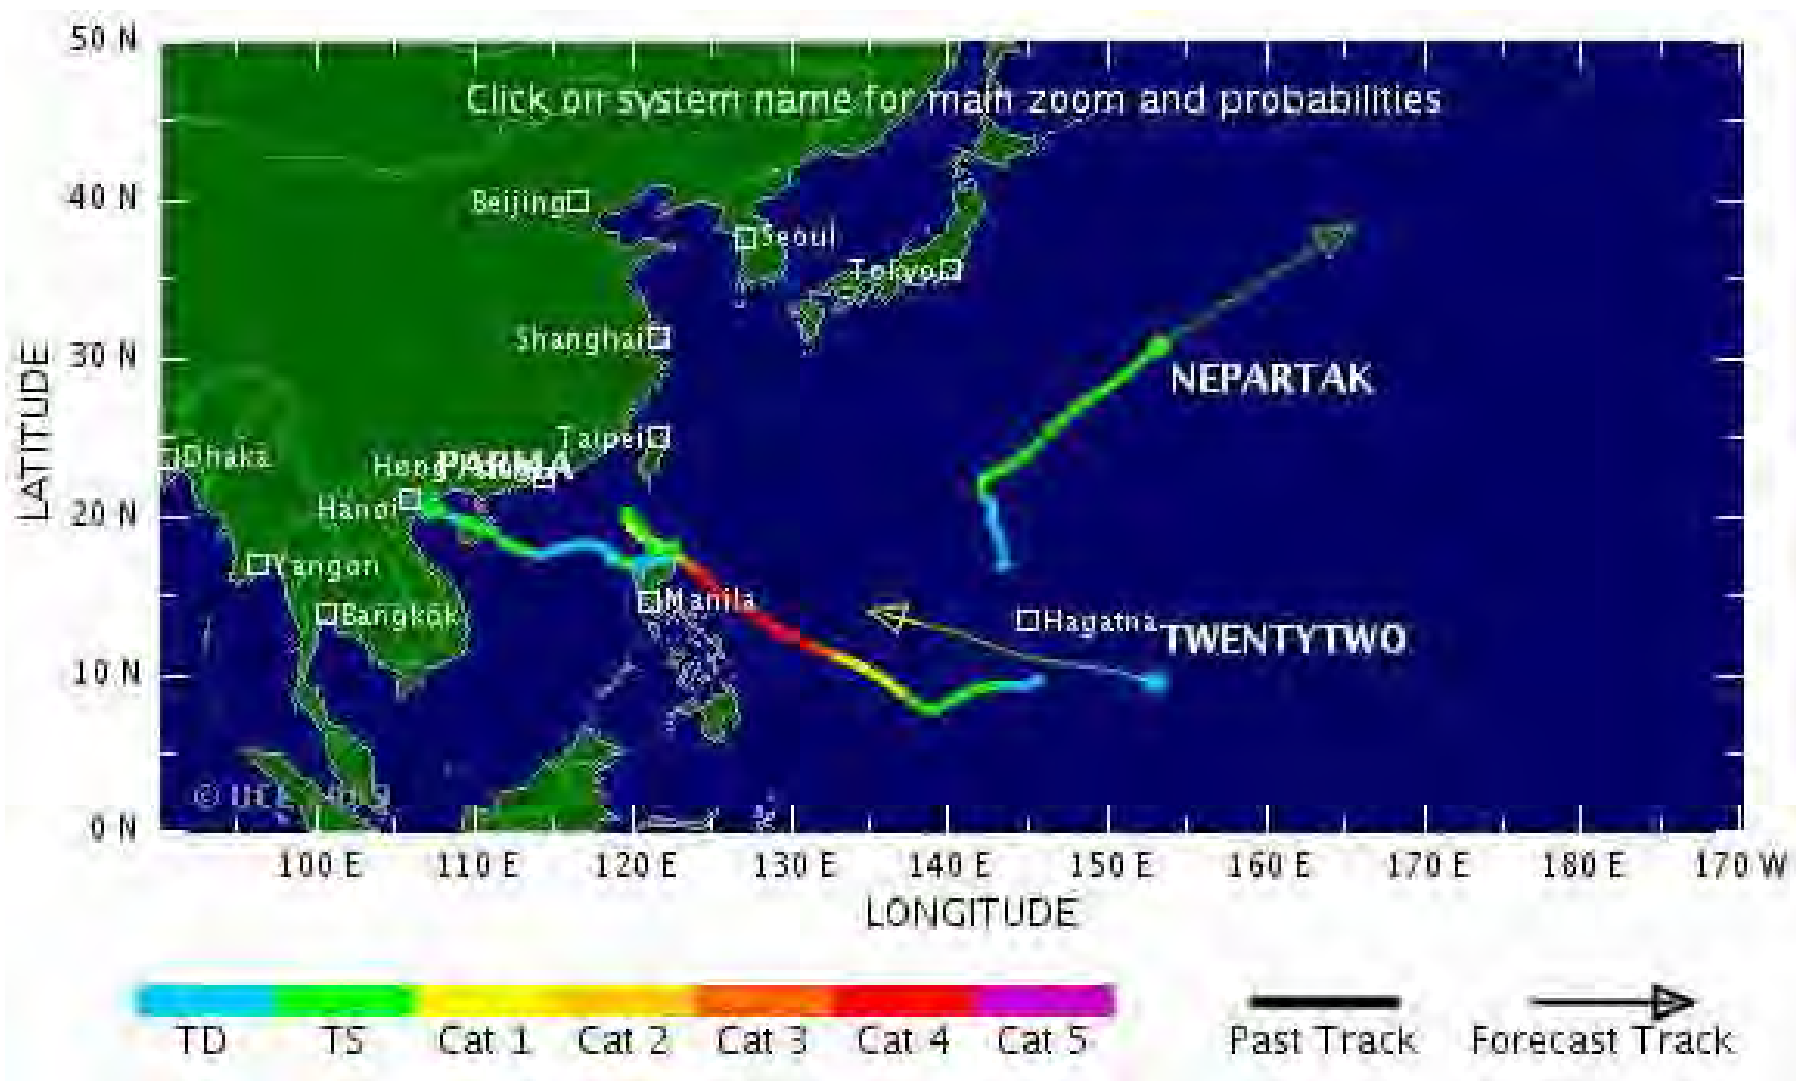 50 N
Click on system name for main zoom and probabilities
40 N
Beijing
Seoul
Tokyo
Shanghai
30 N
NEPARTAK
Taipei
Dhaka
Hong
PARMA
Hanoi
20 N
Yangon
Manila
Bangkok
Hagatna
TWENTYTWO
10 N
0 N
LATITUDE
100 E 110 E 120 E 130 E 140 E 150 E 160 E 170 E 180 E 170 W
LONGITUDE
TD TS Cat 1 Cat 2 Cat 3 Cat 4 Cat 5
Past Track Forecast Track